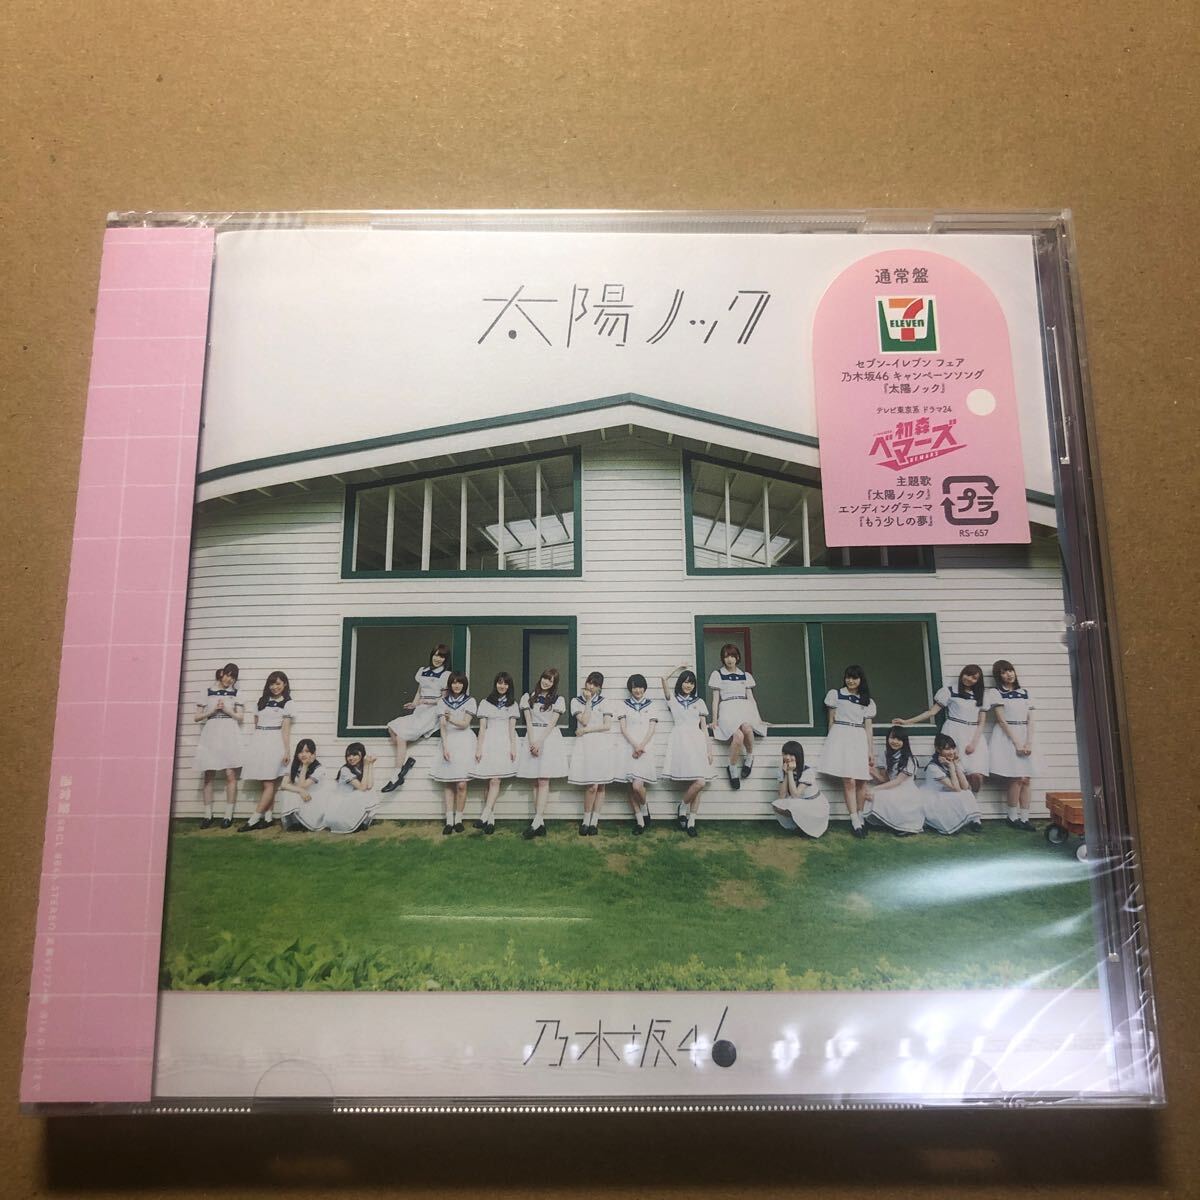 太陽ノック
通常盤
7
ELEVEn
セブン-イレブン フェア
乃木坂46 キャンペーンソング
『太陽ノック』
テレビ東京系 ドラマ24
初森
ベマーズ
BEMARS
主題歌
『太陽ノック』
エンディングテーマ
『もう少しの夢』
プラ
RS-657
乃木坂46
通常盤